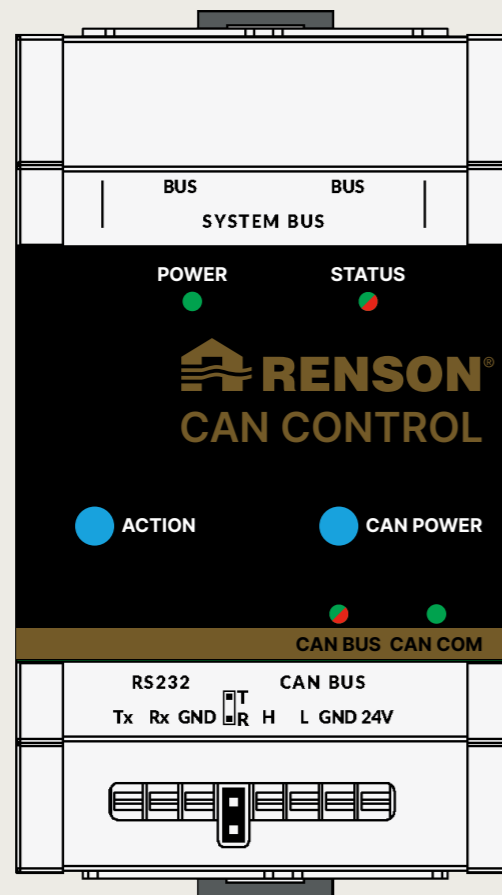 BUS BUS
SYSTEM BUS
POWER STATUS
RENSON®
CAN CONTROL
ACTION CAN POWER
CAN BUS CAN COM
RS232 CAN BUS
T
Tx Rx GND R H L GND 24V